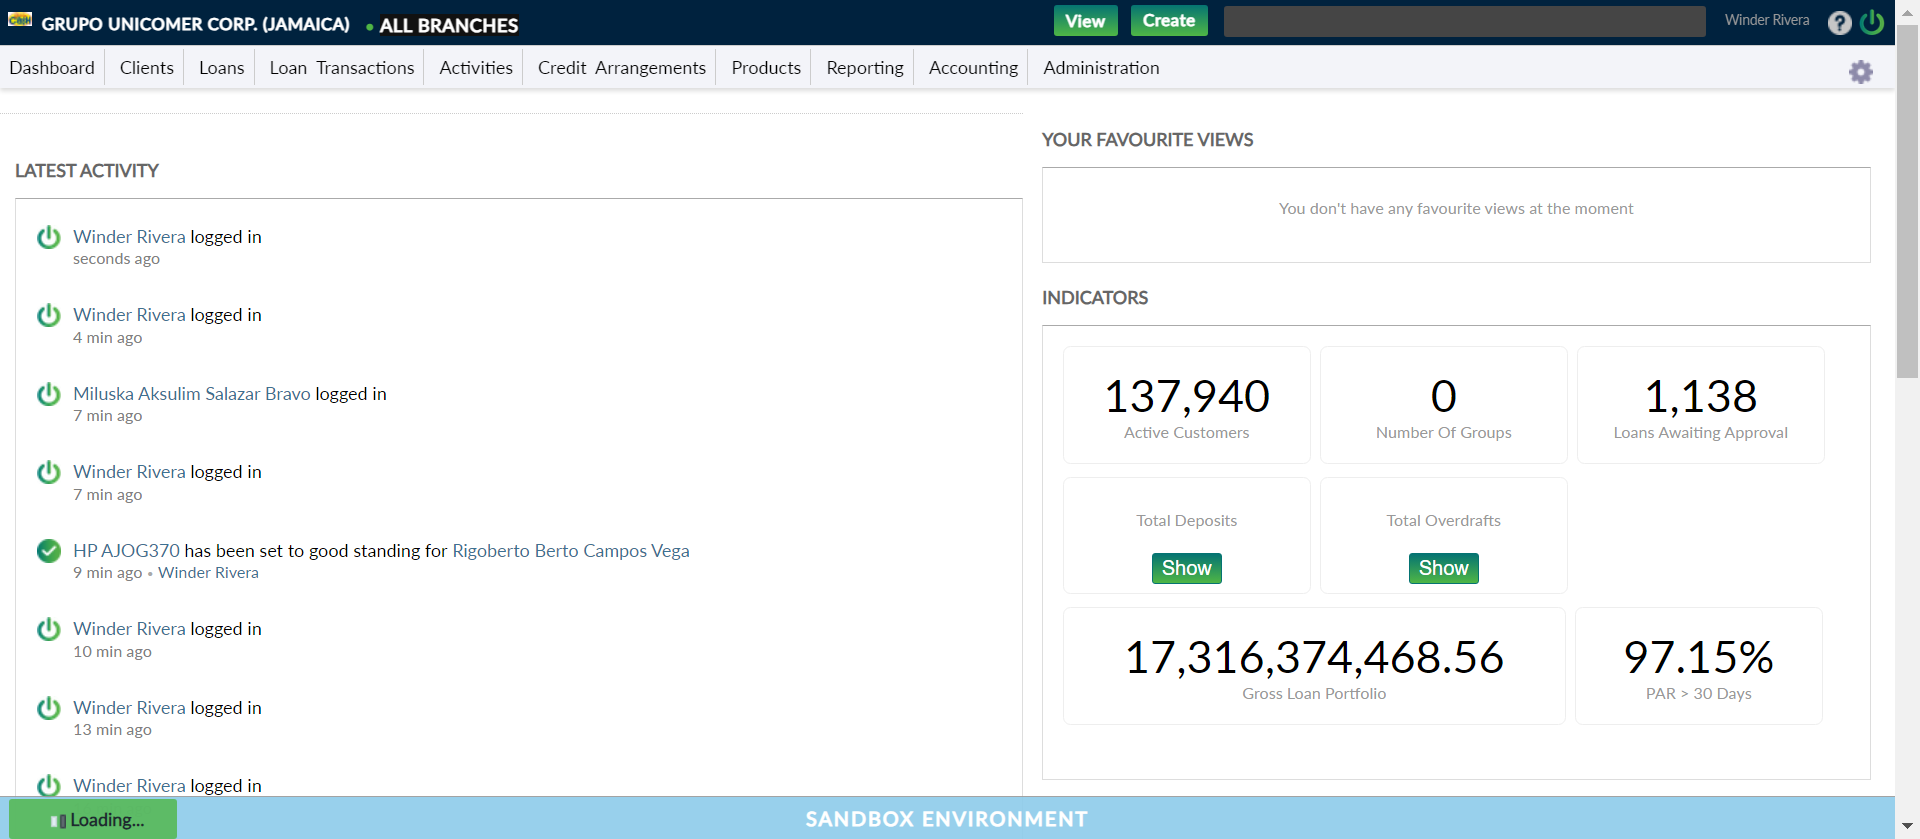 GRUPO UNICOMER CORP. (JAMAICA) • ALL BRANCHES
View Create Winder Rivera ?
Dashboard Clients Loans Loan Transactions Activities Credit Arrangements Products Reporting Accounting Administration
LATEST ACTIVITY
Winder Rivera logged in
seconds ago
Winder Rivera logged in
4 min ago
Miluska Aksulim Salazar Bravo logged in
7 min ago
Winder Rivera logged in
7 min ago
HP AJOG370 has been set to good standing for Rigoberto Berto Campos Vega
9 min ago • Winder Rivera
Winder Rivera logged in
10 min ago
Winder Rivera logged in
13 min ago
Winder Rivera logged in
YOUR FAVOURITE VIEWS
You don't have any favourite views at the moment
INDICATORS
137,940
Active Customers
0
Number Of Groups
1,138
Loans Awaiting Approval
Total Deposits
Show
Total Overdrafts
Show
17,316,374,468.56
Gross Loan Portfolio
97.15%
PAR > 30 Days
Loading...
SANDBOX ENVIRONMENT